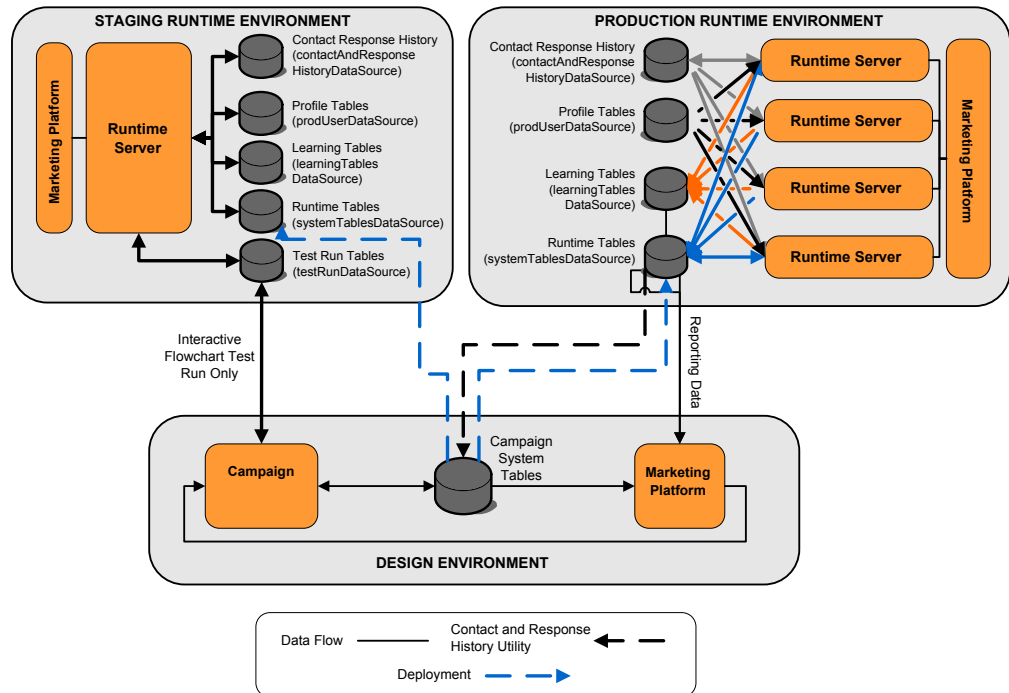 STAGING RUNTIME ENVIRONMENT
Marketing Platform
Runtime
Server
Contact Response History
(contactAndResponse
HistoryDataSource)
Profile Tables
(prodUserDataSource)
Learning Tables
(learningTables
DataSource)
Runtime Tables
(systemTablesDataSource)
Test Run Tables
(testRunDataSource)
PRODUCTION RUNTIME ENVIRONMENT
Contact Response History
(contactAndResponse
HistoryDataSource)
Profile Tables
(prodUserDataSource)
Learning Tables
(learningTables
DataSource)
Runtime Tables
(systemTablesDataSource)
Runtime Server
Runtime Server
Runtime Server
Runtime Server
Marketing Platform
Interactive
Flowchart Test
Run Only
Reporting Data
Campaign
Campaign
System
Tables
Marketing
Platform
DESIGN ENVIRONMENT
Data Flow
Contact and Response
History Utility
Deployment